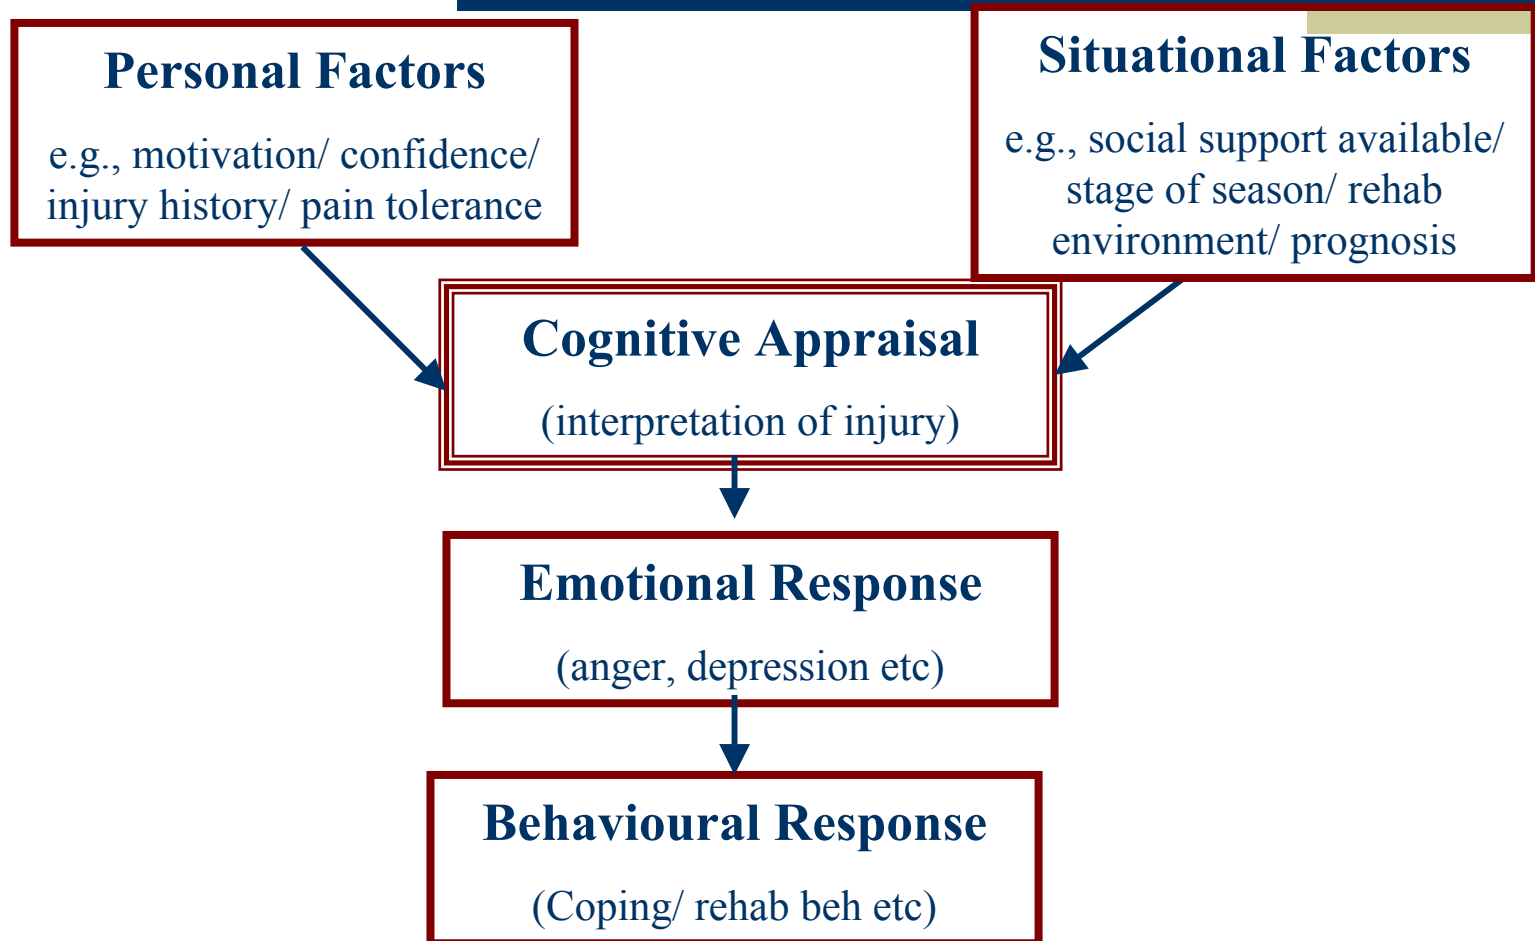 Personal Factors
e.g., motivation/ confidence/
injury history/ pain tolerance
Situational Factors
e.g., social support available/
stage of season/ rehab
environment/ prognosis
Cognitive Appraisal
(interpretation of injury)
Emotional Response
(anger, depression etc)
Behavioural Response
(Coping/ rehab beh etc)